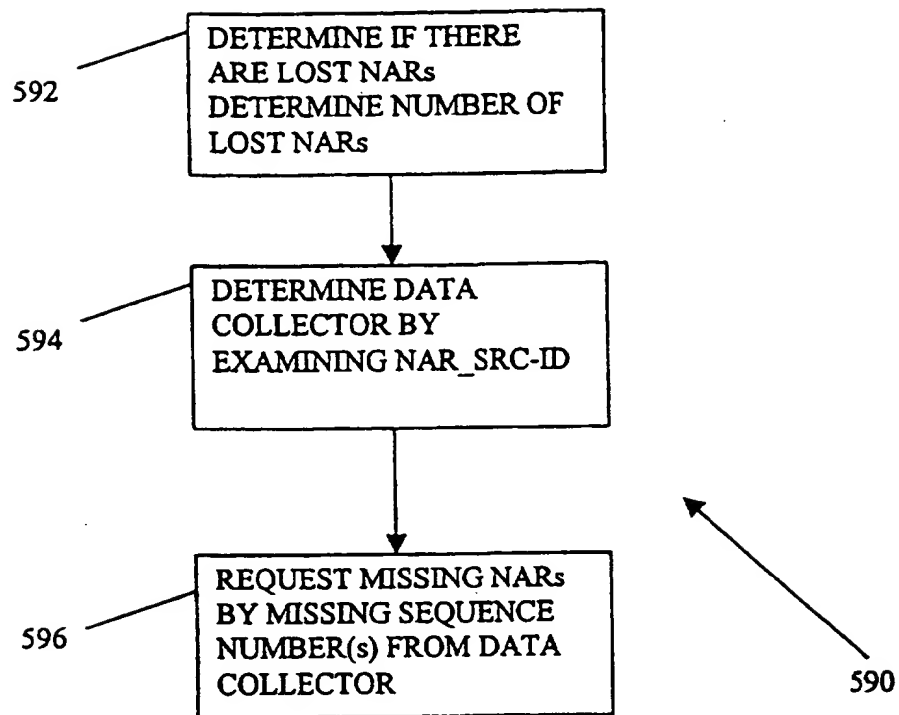 592
DETERMINE IF THERE
ARE LOST NARs
DETERMINE NUMBER OF
LOST NARs
594
DETERMINE DATA
COLLECTOR BY
EXAMINING NAR_SRC-ID
596
REQUEST MISSING NARs
BY MISSING SEQUENCE
NUMBER(s) FROM DATA
COLLECTOR
590